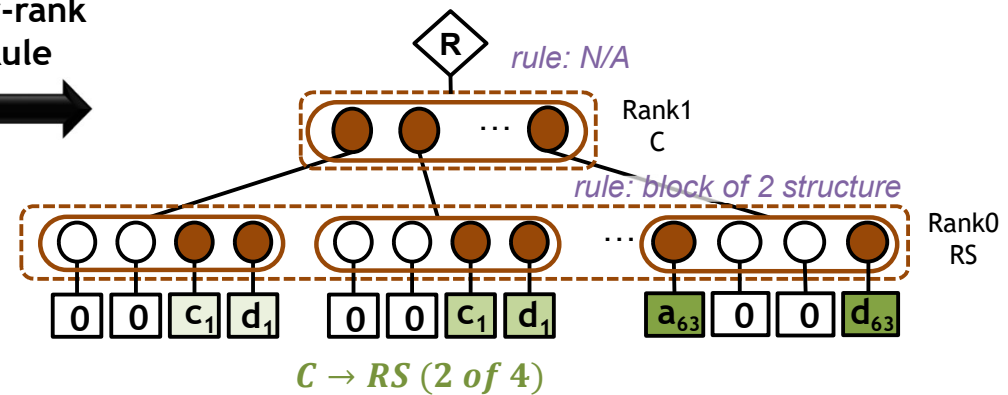 -rank
R
rule: N/A
Rank1
C
...
rule: block of 2 structure
Rank0
RS
...
0 0 c₁ d₁ 0 0 c₁ d₁ a₆₃ 0 0 d₆₃
C → RS (2 of 4)